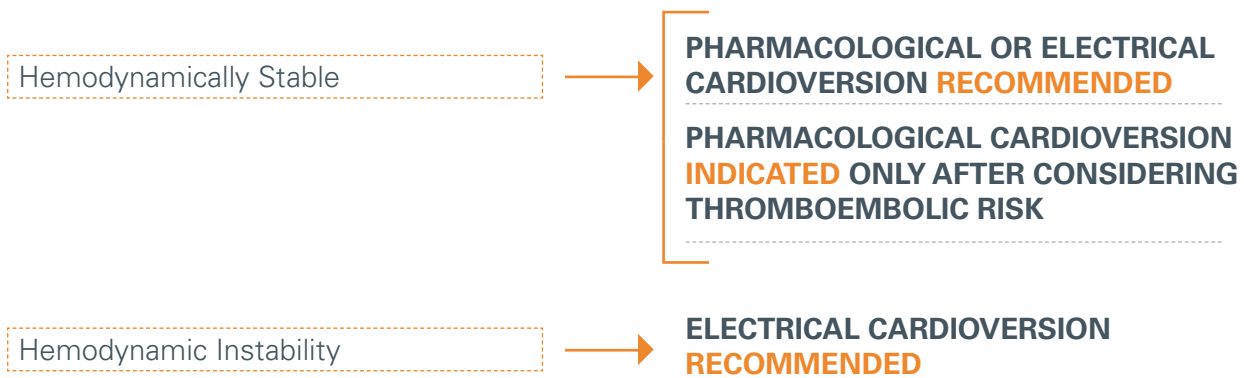 Hemodynamically Stable
PHARMACOLOGICAL OR ELECTRICAL
CARDIOVERSION RECOMMENDED
PHARMACOLOGICAL CARDIOVERSION
INDICATED ONLY AFTER CONSIDERING
THROMBOEMBOLIC RISK
Hemodynamic Instability
ELECTRICAL CARDIOVERSION
RECOMMENDED